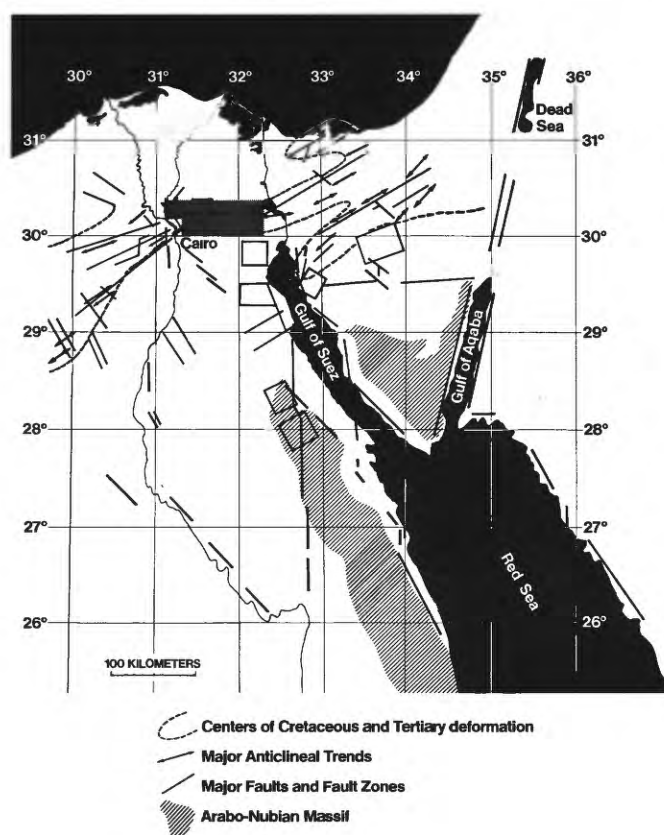 30° 31° 32° 33° 34° 35° 36°
Dead
Sea
31° 31°
30° 30°
Cairo
29° 29°
Gulf of Suez
Gulf of Aqaba
28° 28°
27° 27°
Red Sea
26° 26°
100 KILOMETERS
Centers of Cretaceous and Tertiary deformation
Major Anticlineal Trends
Major Faults and Fault Zones
Arabo-Nubian Massif